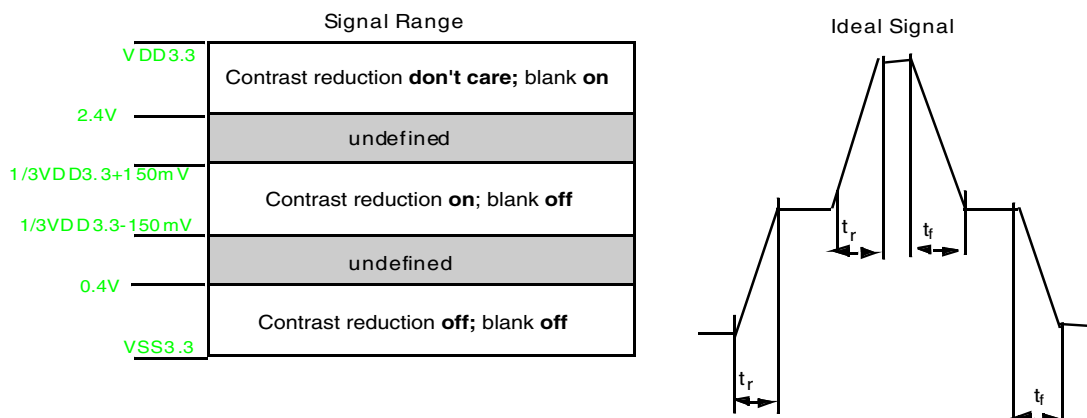 Signal Range
VDD3.3
Contrast reduction don't care; blank on
2.4V
undefined
1/3VDD3.3+150mV
Contrast reduction on; blank off
1/3VDD3.3-150mV
undefined
0.4V
Contrast reduction off; blank off
VSS3.3
Ideal Signal
tr
tf
tr
tf